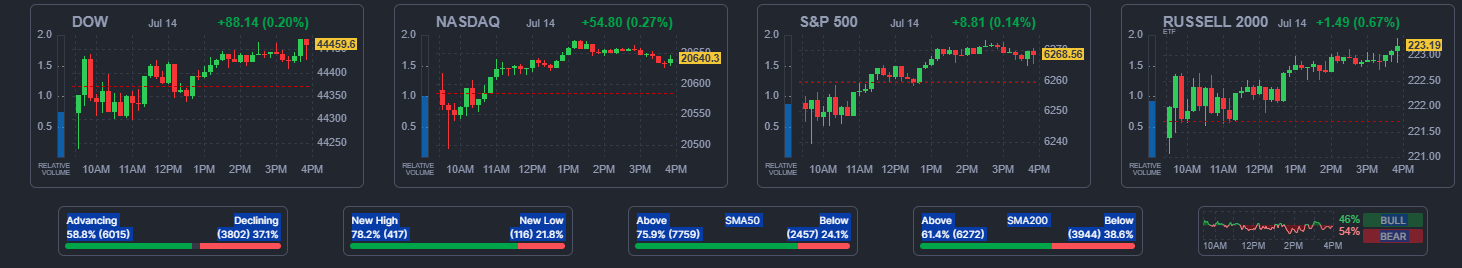 DOW Jul 14 +88.14 (0.20%)
2.0
1.5
1.0
0.5
44459.6
44400
44350
44300
44250
RELATIVE
VOLUME
10AM 11AM 12PM 1PM 2PM 3PM 4PM
NASDAQ Jul 14 +54.80 (0.27%)
2.0
1.5
1.0
0.5
20650
20640.3
20600
20550
20500
RELATIVE
VOLUME
10AM 11AM 12PM 1PM 2PM 3PM 4PM
S&P 500 Jul 14 +8.81 (0.14%)
2.0
1.5
1.0
0.5
6268.56
6260
6250
6240
RELATIVE
VOLUME
10AM 11AM 12PM 1PM 2PM 3PM 4PM
RUSSELL 2000 Jul 14 +1.49 (0.67%)
ETF
2.0
1.5
1.0
0.5
223.19
223.00
222.50
222.00
221.50
221.00
RELATIVE
VOLUME
10AM 11AM 12PM 1PM 2PM 3PM 4PM
Advancing Declining
58.8% (6015) (3802) 37.1%
New High New Low
78.2% (417) (116) 21.8%
Above SMA50 Below
75.9% (7759) (2457) 24.1%
Above SMA200 Below
61.4% (6272) (3944) 38.6%
46% BULL
54% BEAR
10AM 12PM 2PM 4PM